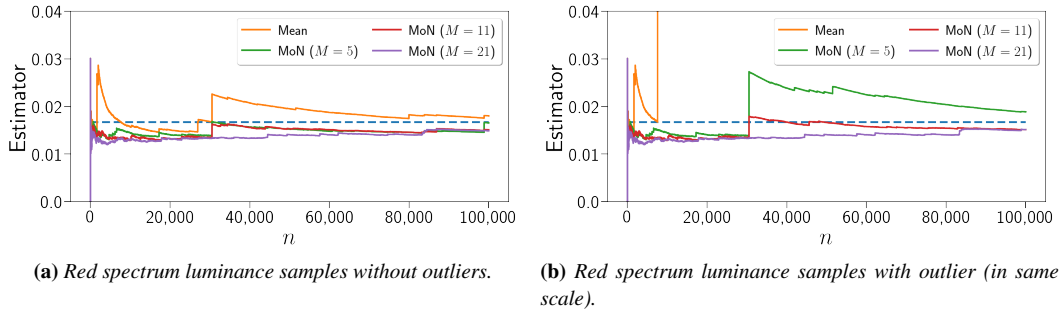 0.04
0.03
0.02
0.01
0.0
Estimator
Mean
MoN (M = 5)
MoN (M = 11)
MoN (M = 21)
0 20,000 40,000 60,000 80,000 100,000
n
(a) Red spectrum luminance samples without outliers.
0.04
0.03
0.02
0.01
0.0
Estimator
Mean
MoN (M = 5)
MoN (M = 11)
MoN (M = 21)
0 20,000 40,000 60,000 80,000 100,000
n
(b) Red spectrum luminance samples with outlier (in same
scale).